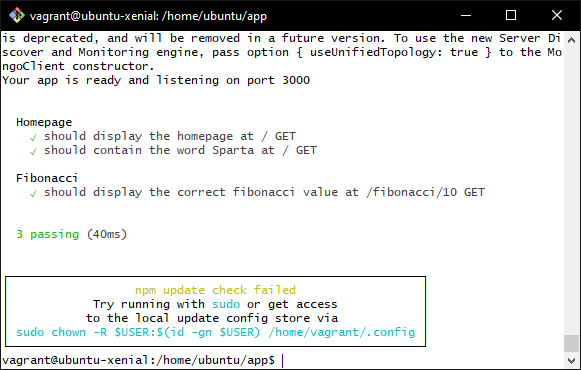 vagrant@ubuntu-xenial: /home/ubuntu/app
is deprecated, and will be removed in a future version. To use the new Server Di
scover and Monitoring engine, pass option { useUnifiedTopology: true } to the Mo
ngoClient constructor.
Your app is ready and listening on port 3000
Homepage
✓ should display the homepage at / GET
✓ should contain the word Sparta at / GET
Fibonacci
✓ should display the correct fibonacci value at /fibonacci/10 GET
3 passing (40ms)
npm update check failed
Try running with sudo or get access
to the local update config store via
sudo chown -R $USER:$(id -gn $USER) /home/vagrant/.config
vagrant@ubuntu-xenial:/home/ubuntu/app$